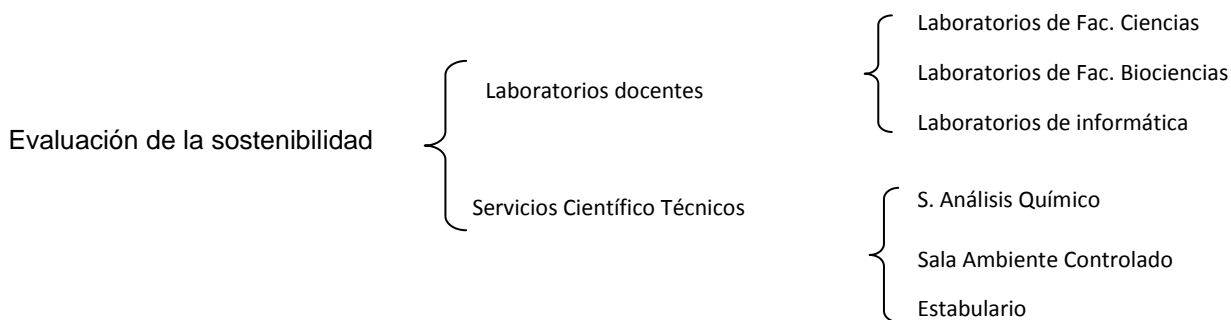 Evaluación de la sostenibilidad
Laboratorios docentes
Laboratorios de Fac. Ciencias
Laboratorios de Fac. Biociencias
Laboratorios de informática
Servicios Científico Técnicos
S. Análisis Químico
Sala Ambiente Controlado
Estabulario